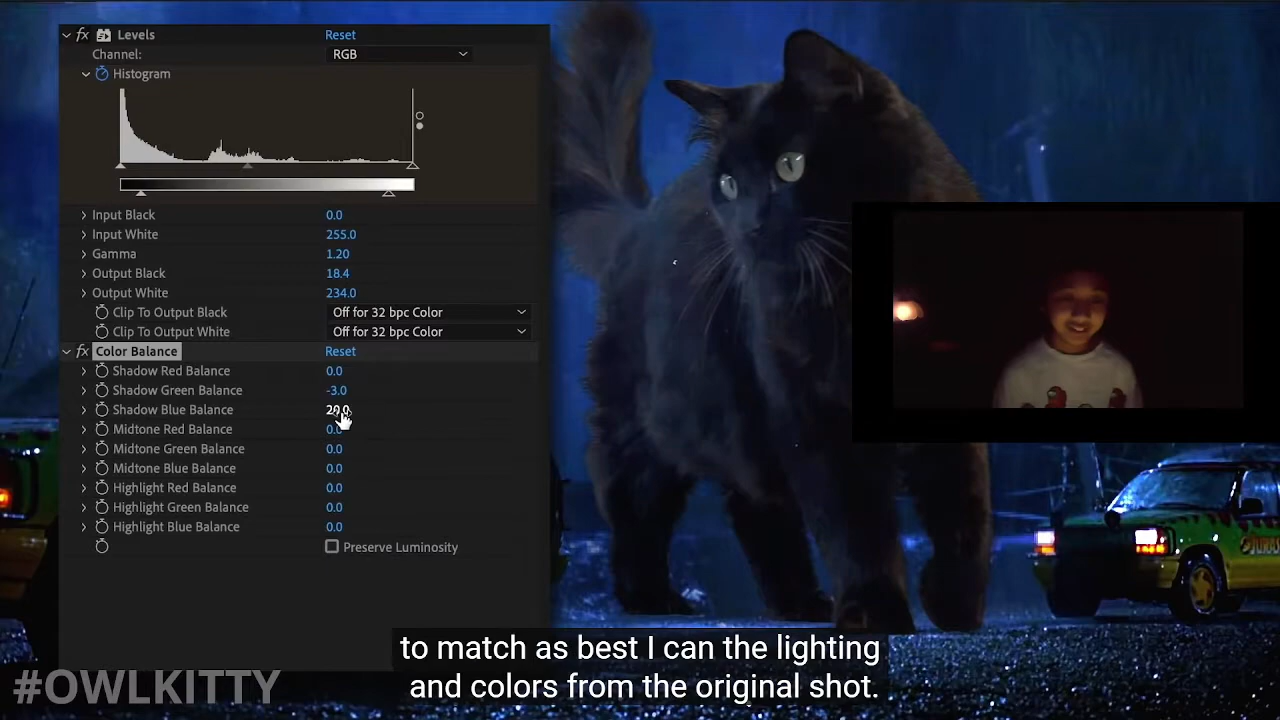 fx Levels Reset
Channel: RGB
Histogram
Input Black 0.0
Input White 255.0
Gamma 1.20
Output Black 18.4
Output White 234.0
Clip To Output Black Off for 32 bpc Color
Clip To Output White Off for 32 bpc Color
fx Color Balance Reset
Shadow Red Balance 0.0
Shadow Green Balance -3.0
Shadow Blue Balance 20.0
Midtone Red Balance 0.0
Midtone Green Balance 0.0
Midtone Blue Balance 0.0
Highlight Red Balance 0.0
Highlight Green Balance 0.0
Highlight Blue Balance 0.0
Preserve Luminosity
to match as best I can the lighting
and colors from the original shot.
#OWLKITTY